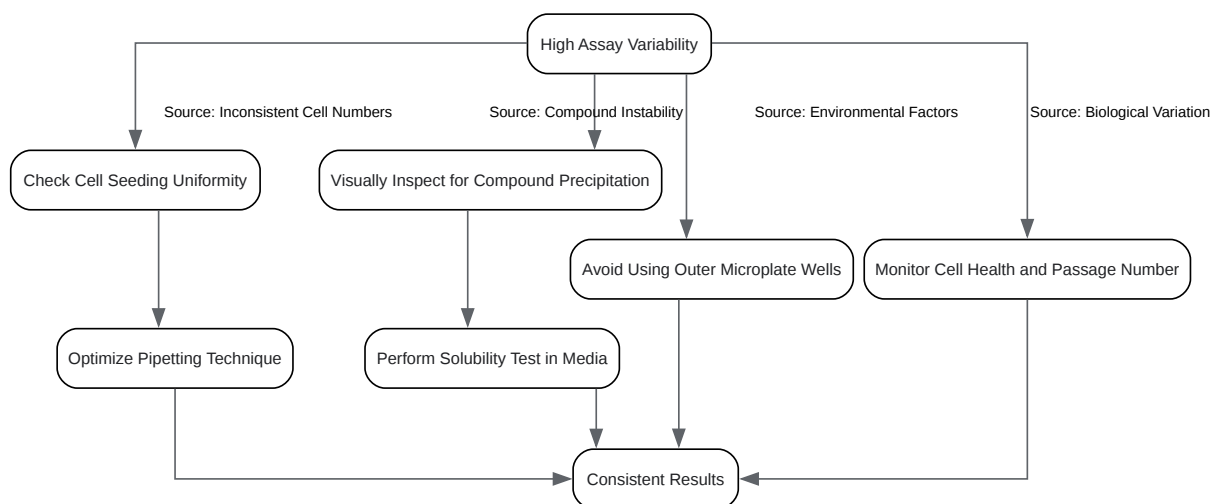 High Assay Variability
Source: Inconsistent Cell Numbers
Source: Compound Instability
Source: Environmental Factors
Source: Biological Variation
Check Cell Seeding Uniformity
Visually Inspect for Compound Precipitation
Avoid Using Outer Microplate Wells
Monitor Cell Health and Passage Number
Optimize Pipetting Technique
Perform Solubility Test in Media
Consistent Results